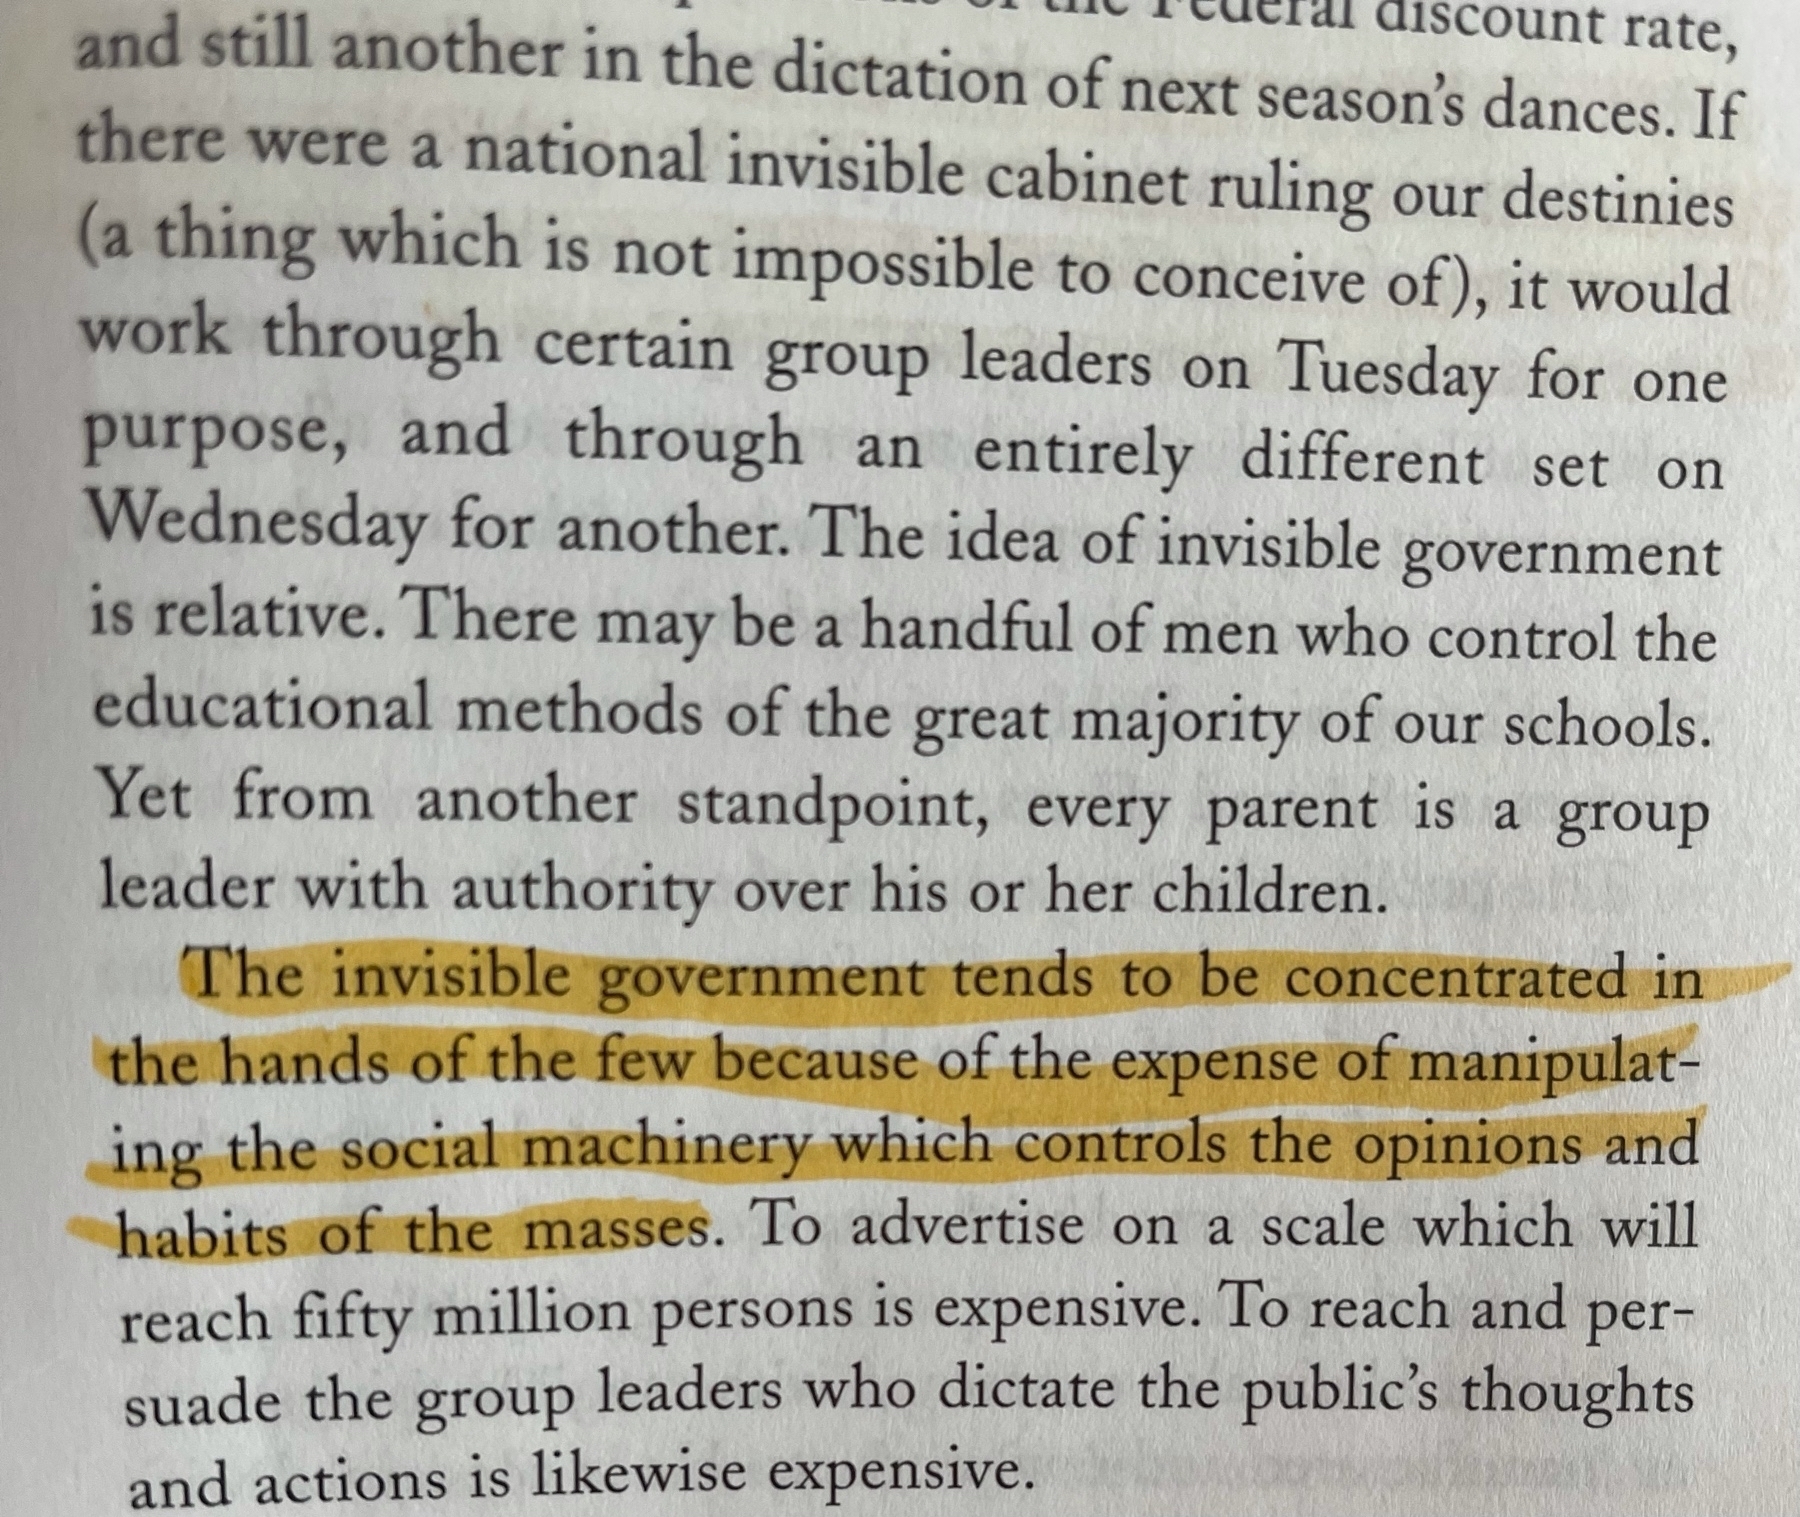 of the Federal discount rate,
and still another in the dictation of next season’s dances. If
there were a national invisible cabinet ruling our destinies
(a thing which is not impossible to conceive of), it would
work through certain group leaders on Tuesday for one
purpose, and through an entirely different set on
Wednesday for another. The idea of invisible government
is relative. There may be a handful of men who control the
educational methods of the great majority of our schools.
Yet from another standpoint, every parent is a group
leader with authority over his or her children.
The invisible government tends to be concentrated in
the hands of the few because of the expense of manipulat-
ing the social machinery which controls the opinions and
habits of the masses. To advertise on a scale which will
reach fifty million persons is expensive. To reach and per-
suade the group leaders who dictate the public’s thoughts
and actions is likewise expensive.